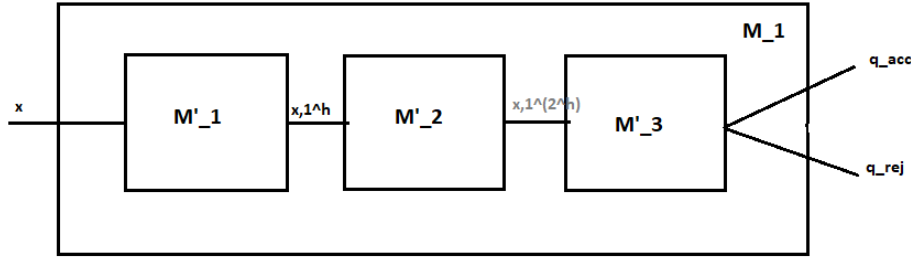 M_1
q_acc
x
M'_1
x,1^h
M'_2
x,1^(2^h)
M'_3
q_rej